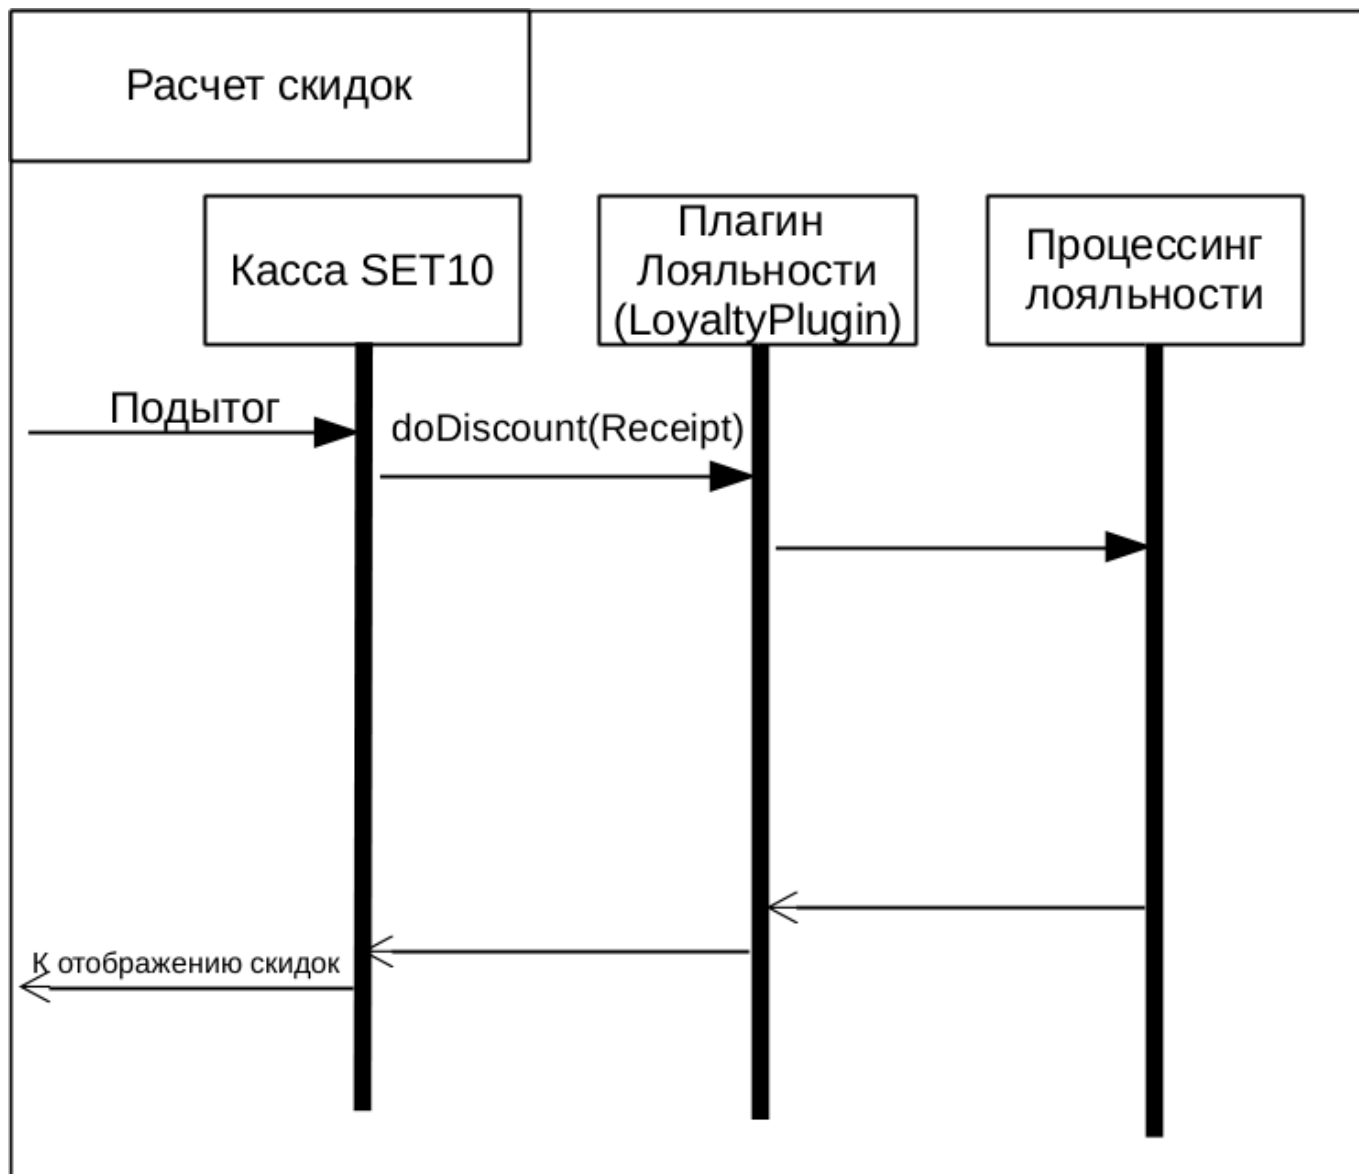 Расчет скидок
Касса SET10
Плагин
Лояльности
(LoyaltyPlugin)
Процессинг
лояльности
Подытог
doDiscount(Receipt)
К отображению скидок